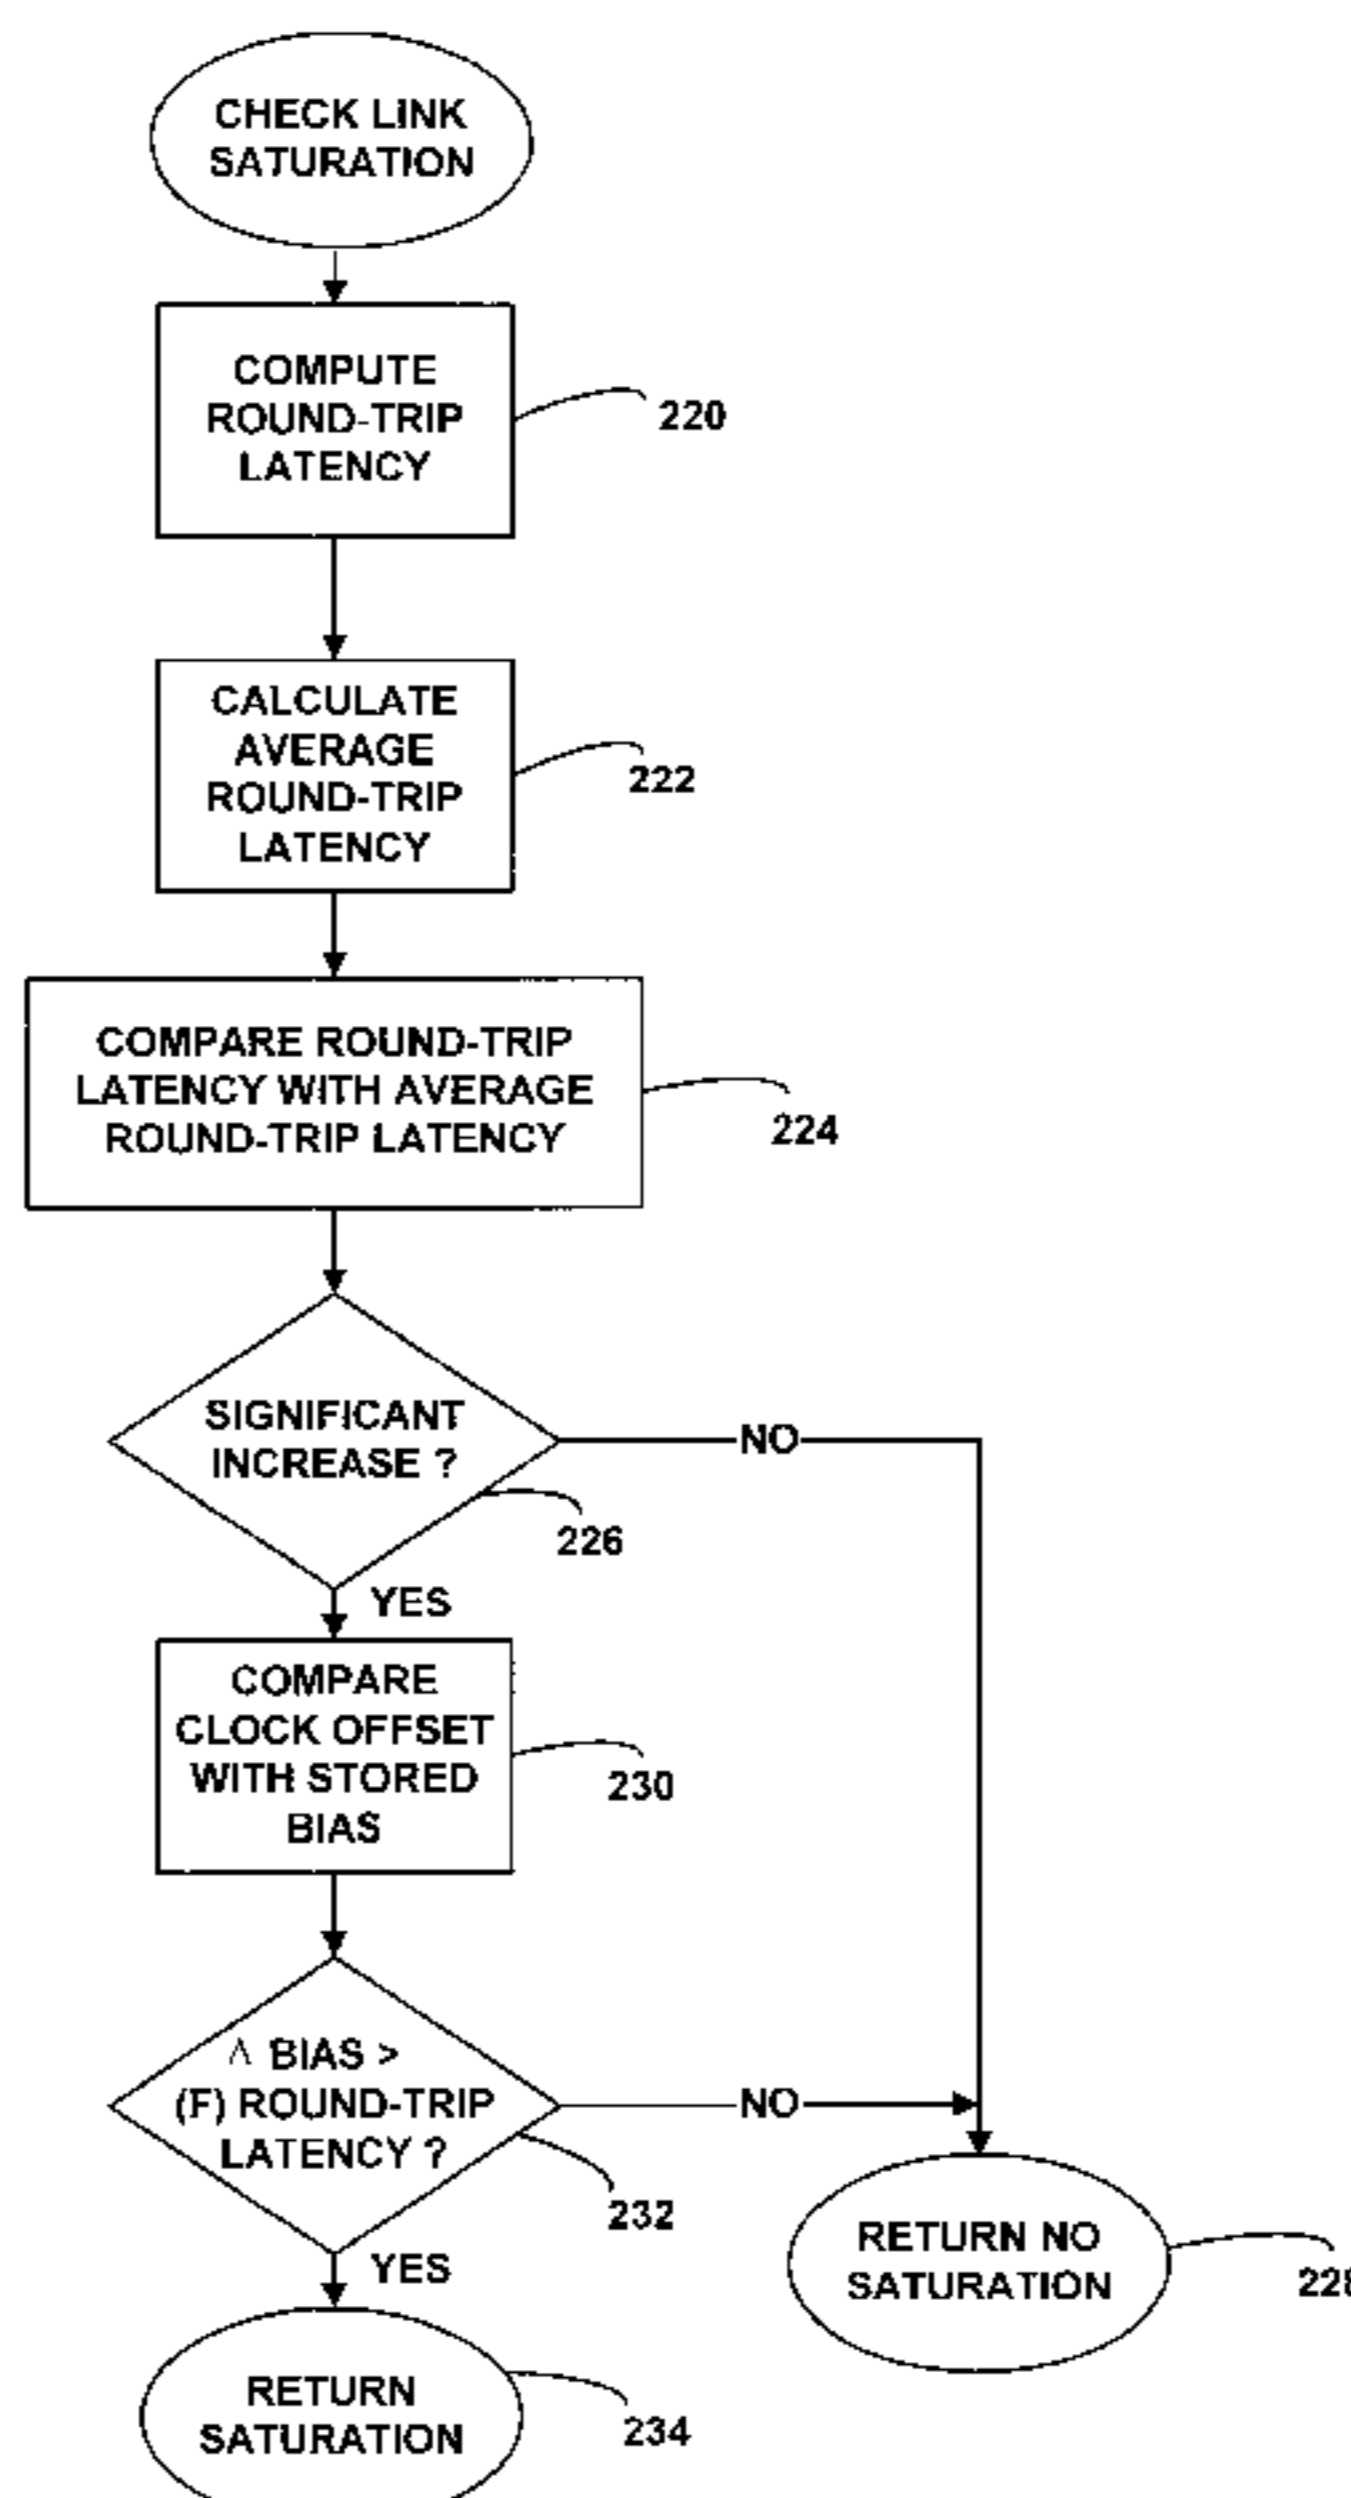 CHECK LINK
SATURATION
COMPUTE
ROUND-TRIP
LATENCY
220
CALCULATE
AVERAGE
ROUND-TRIP
LATENCY
222
COMPARE ROUND-TRIP
LATENCY WITH AVERAGE
ROUND-TRIP LATENCY
224
SIGNIFICANT
INCREASE ?
NO
226
YES
COMPARE
CLOCK OFFSET
WITH STORED
BIAS
230
BIAS >
(F) ROUND-TRIP
LATENCY ?
NO
232
YES
RETURN NO
SATURATION
RETURN
SATURATION
234